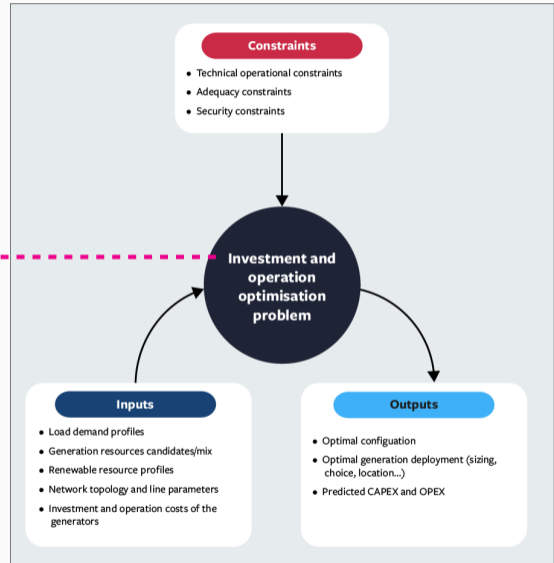 Constraints
• Technical operational constraints
• Adequacy constraints
• Security constraints
Investment and
operation
optimisation
problem
Inputs
• Load demand profiles
• Generation resources candidates/mix
• Renewable resource profiles
• Network topology and line parameters
• Investment and operation costs of the
generators
Outputs
• Optimal configuation
• Optimal generation deployment (sizing,
choice, location...)
• Predicted CAPEX and OPEX